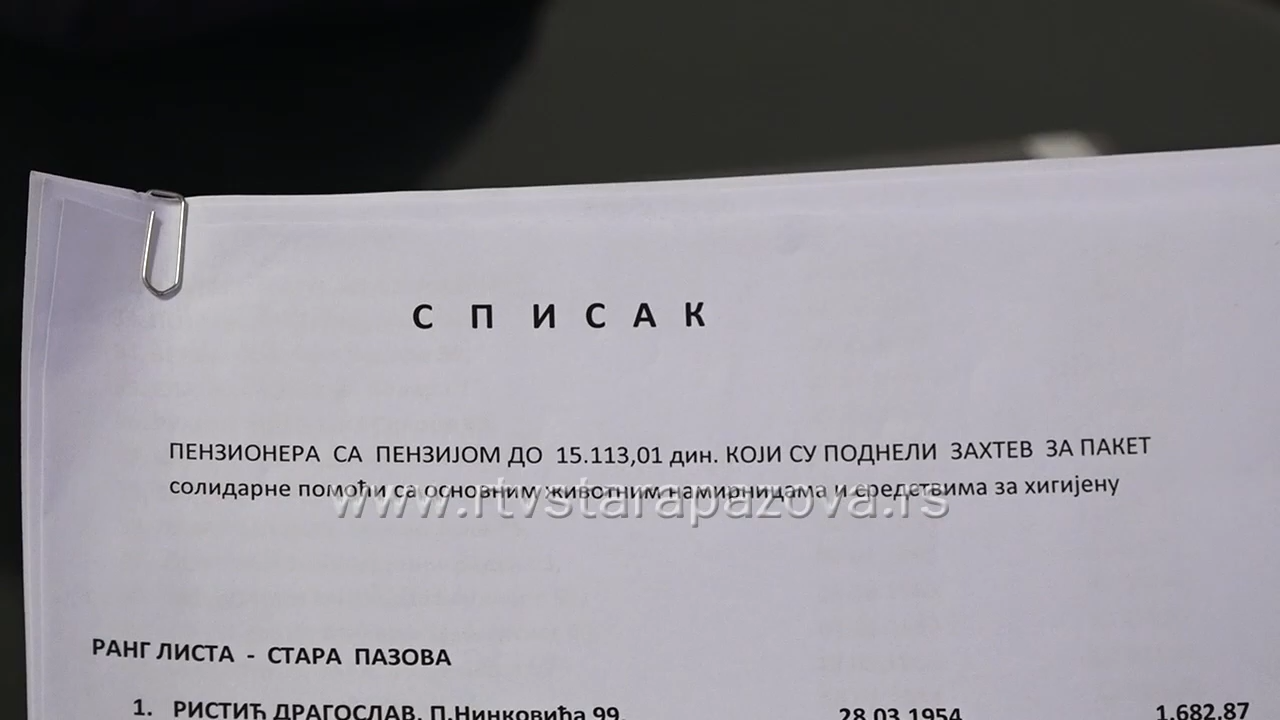 С П И С А К
ПЕНЗИОНЕРА СА ПЕНЗИЈОМ ДО 15.113,01 дин. КОЈИ СУ ПОДНЕЛИ ЗАХТЕВ ЗА ПАКЕТ
солидарне помоћи са основним животним намирницама и средствима за хигијену
www.rtvstarapazova.rs
РАНГ ЛИСТА - СТАРА ПАЗОВА
1. РИСТИЋ ДРАГОСЛАВ, П.Нинковића 99, 28.03.1954 1.682,87